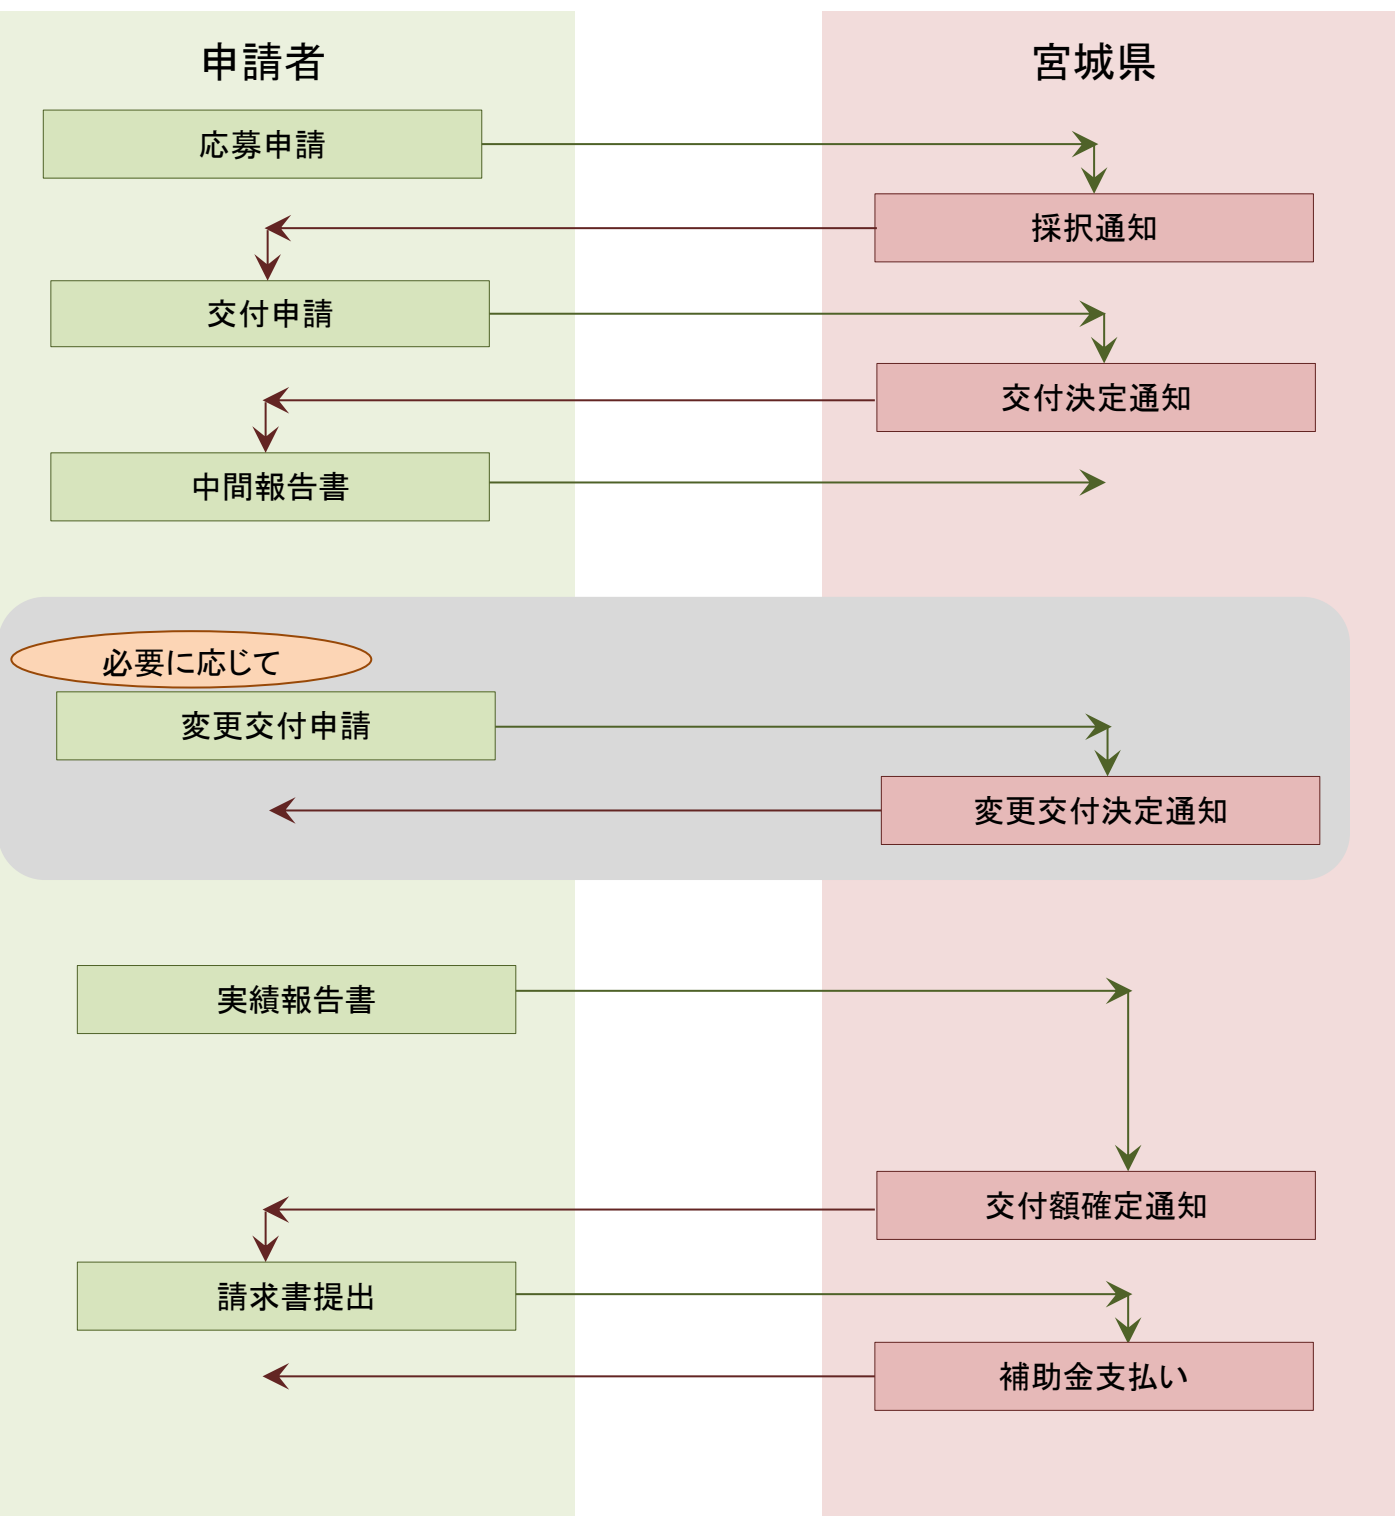 申請者
宮城県
応募申請
採択通知
交付申請
交付決定通知
中間報告書
必要に応じて
変更交付申請
変更交付決定通知
実績報告書
交付額確定通知
請求書提出
補助金支払い